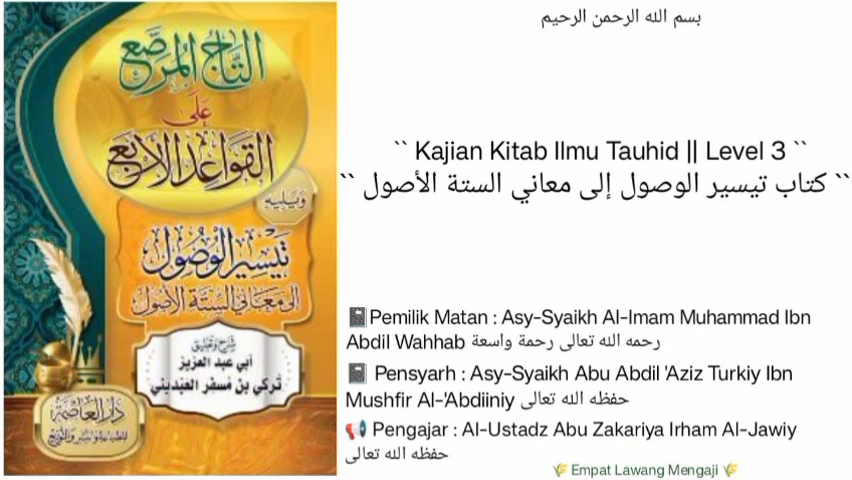 التاج المرصع
على
القواعد الأربع
ويليه
تيسير الوصول
إلى معاني الستة الأصول
شرح وتعليق
أبي عبد العزيز
تركي بن مسفر العبديني
دار العاصمة
للطباعة والنشر والتوزيع
بسم الله الرحمن الرحيم
`` Kajian Kitab Ilmu Tauhid || Level 3 ``
`` كتاب تيسير الوصول إلى معاني الستة الأصول ``
📓Pemilik Matan : Asy-Syaikh Al-Imam Muhammad Ibn
Abdil Wahhab رحمه الله تعالى رحمة واسعة
📓 Pensyarh : Asy-Syaikh Abu Abdil 'Aziz Turkiy Ibn
Mushfir Al-'Abdiiniy حفظه الله تعالى
📢 Pengajar : Al-Ustadz Abu Zakariya Irham Al-Jawiy
حفظه الله تعالى
🌾 Empat Lawang Mengaji 🌾